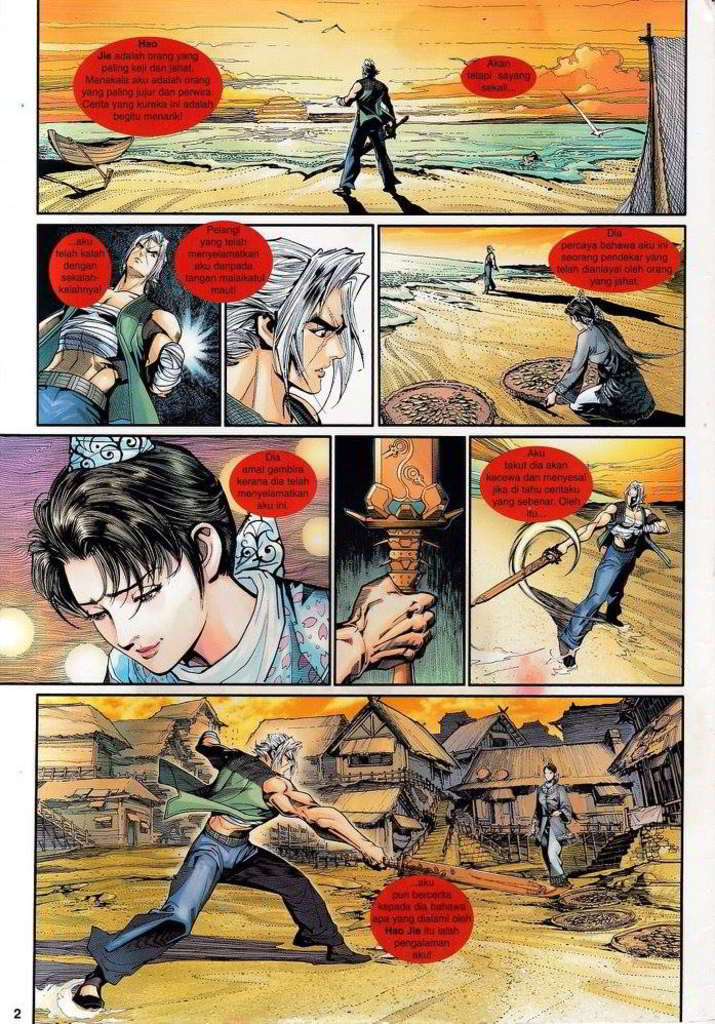 Hao
Jie adalah orang yang
paling keji dan jahat.
Manakala aku adalah orang
yang paling jujur dan perwira.
Cerita yang kureka ini adalah
begitu menarik!
Akan
tetapi sayang
sekali...
...aku
telah kalah
dengan
sekalah-
kalahnya!
Pelangi
yang telah
menyelamatkan
aku daripada
tangan malaikatul
maut!
Dia
percaya bahawa aku ini
seorang pendekar yang
telah dianiayai oleh orang
yang jahat.
Dia
amat gembira
kerana dia telah
menyelamatkan
aku ini.
Aku
takut dia akan
kecewa dan menyesal
jika di tahu ceritaku
yang sebenar. Oleh
itu...
...aku
pun bercerita
kepada dia bahawa
apa yang dialami oleh
Hao Jie itu ialah
pengalaman
aku!
2